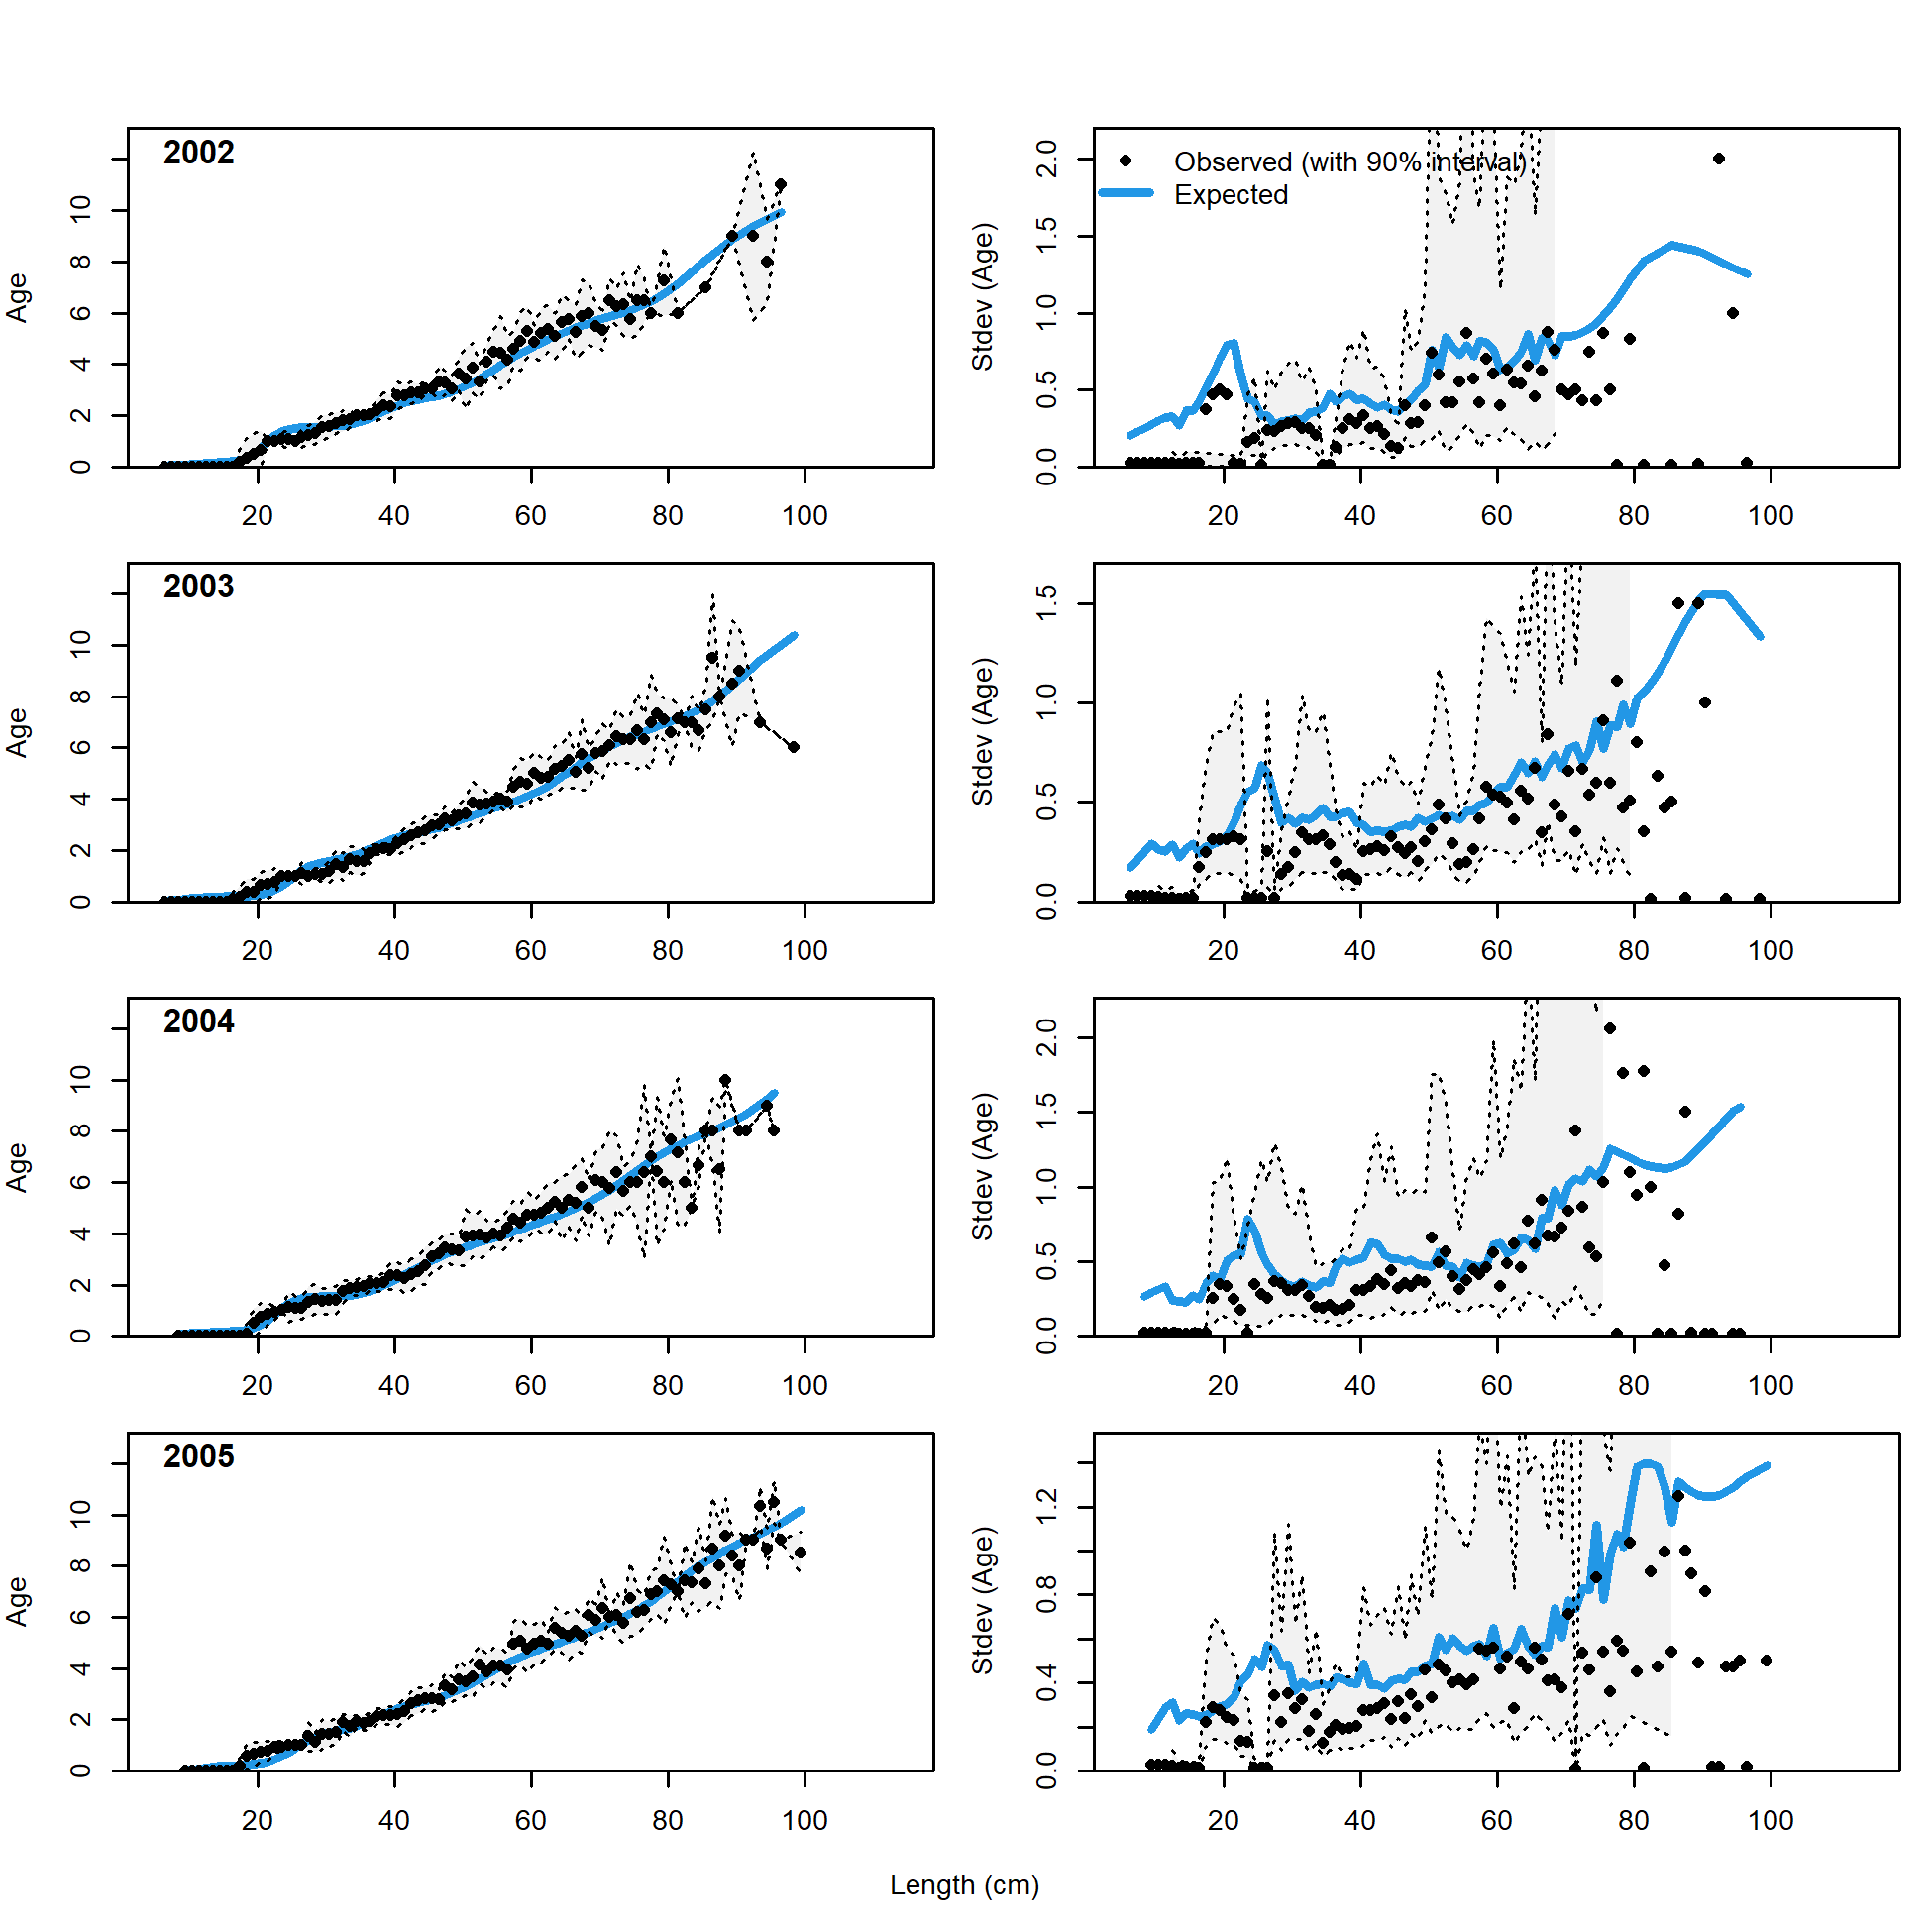 2002
Age
0 2 4 6 8 10
20 40 60 80 100
Observed (with 90% interval)
Expected
Stdev (Age)
0.0 0.5 1.0 1.5 2.0
20 40 60 80 100
2003
Age
0 2 4 6 8 10
20 40 60 80 100
Stdev (Age)
0.0 0.5 1.0 1.5
20 40 60 80 100
2004
Age
0 2 4 6 8 10
20 40 60 80 100
Stdev (Age)
0.0 0.5 1.0 1.5 2.0
20 40 60 80 100
2005
Age
0 2 4 6 8 10
20 40 60 80 100
Stdev (Age)
0.0 0.4 0.8 1.2
20 40 60 80 100
Length (cm)